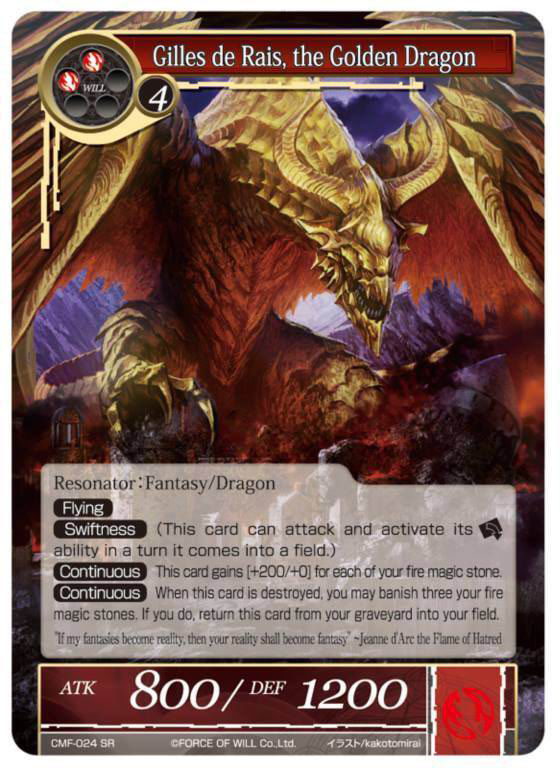 Gilles de Rais, the Golden Dragon
WILL
4
Resonator:Fantasy/Dragon
Flying
Swiftness (This card can attack and activate its
ability in a turn it comes into a field.)
Continuous This card gains [+200/+0] for each of your fire magic stone.
Continuous When this card is destroyed, you may banish three your fire
magic stones. If you do, return this card from your graveyard into your field.
"If my fantasies become reality, then your reality shall become fantasy" ~Jeanne d'Arc the Flame of Hatred
ATK 800/ DEF 1200
CMF-024 SR ©FORCE OF WILL Co.,Ltd. イラスト/kakotomirai